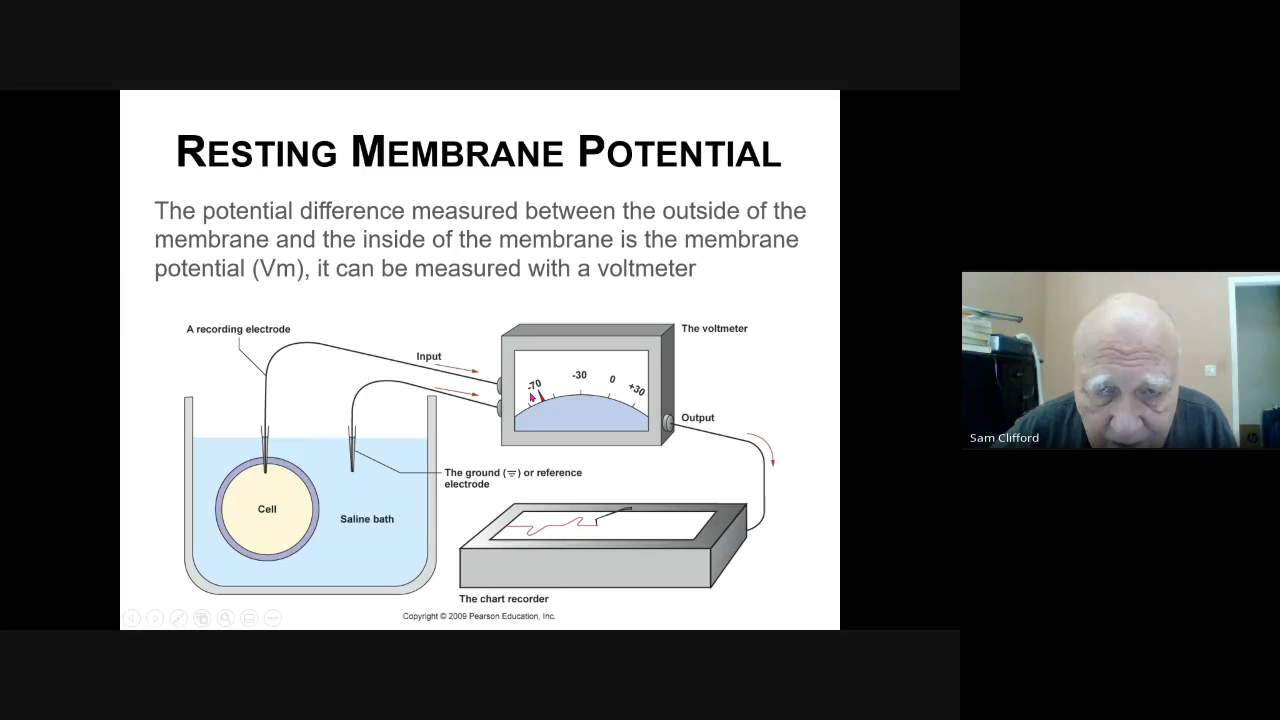 RESTING MEMBRANE POTENTIAL
The potential difference measured between the outside of the
membrane and the inside of the membrane is the membrane
potential (Vm), it can be measured with a voltmeter
A recording electrode
Input
The voltmeter
-70
-30
0
+30
Output
The ground (⏚) or reference
electrode
Cell
Saline bath
The chart recorder
Copyright © 2009 Pearson Education, Inc.
Sam Clifford